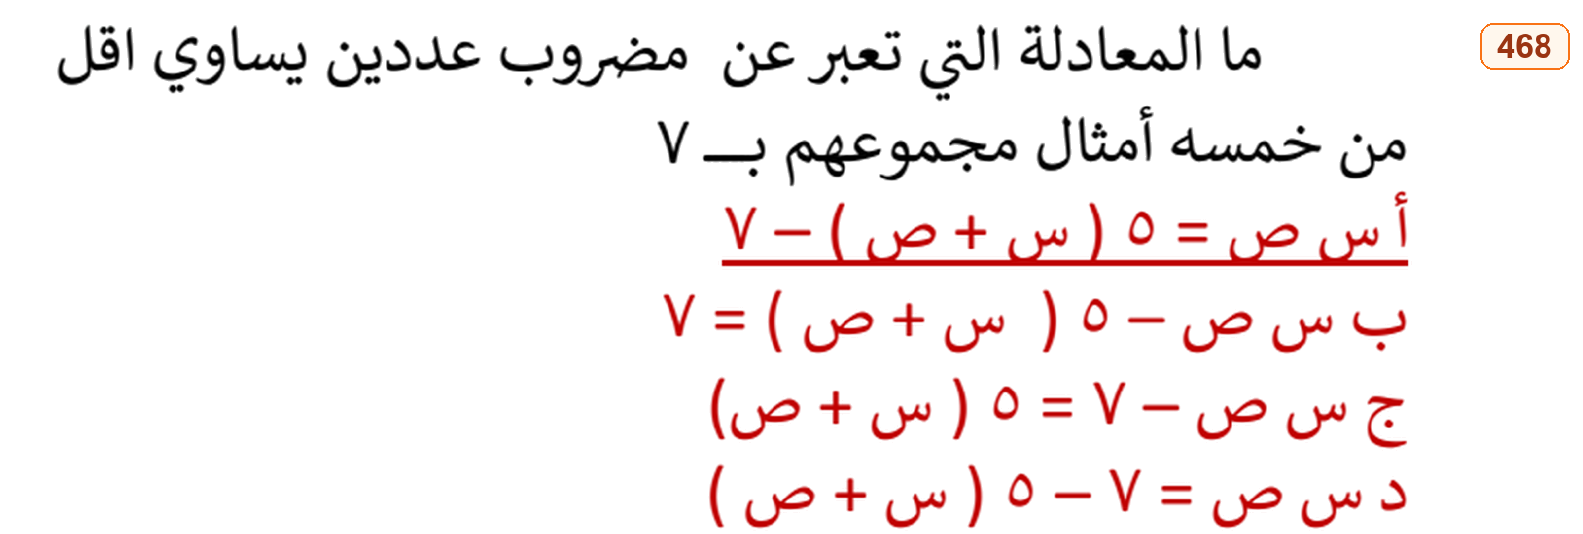 468
ما المعادلة التي تعبر عن مضروب عددين يساوي اقل
من خمسه أمثال مجموعهم بـــ ٧
أ س ص = ٥ ( س + ص ) – ٧
ب س ص – ٥ ( س + ص ) = ٧
ج س ص – ٧ = ٥ ( س + ص)
د س ص = ٧ – ٥ ( س + ص )